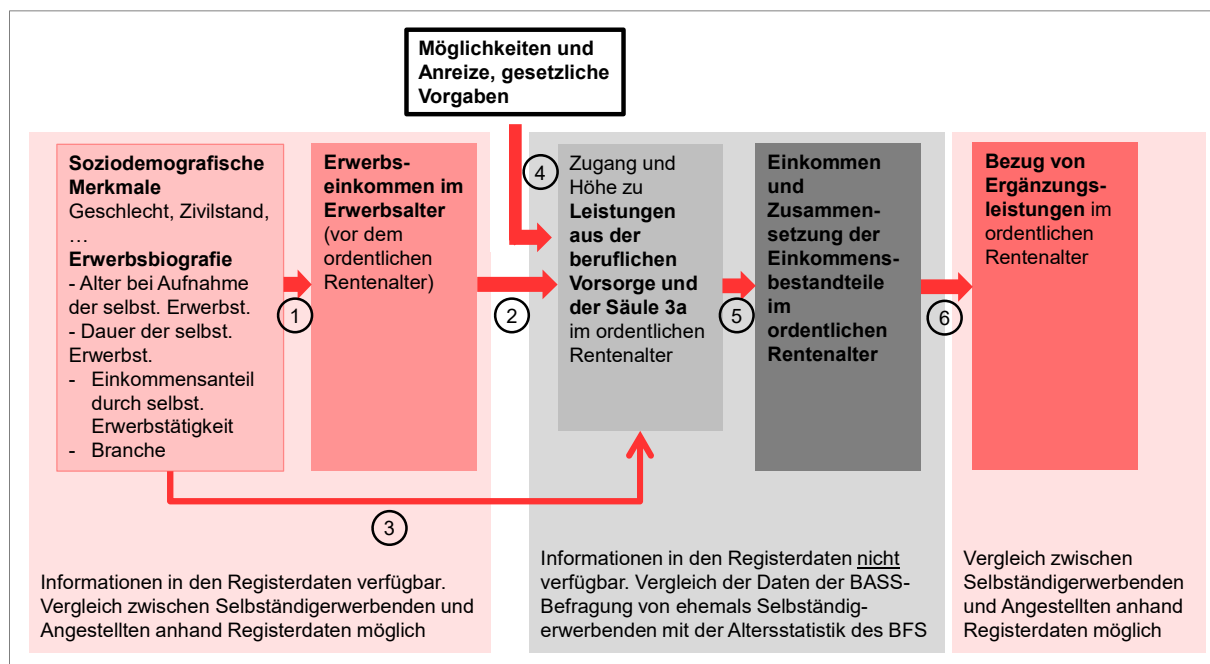 Möglichkeiten und
Anreize, gesetzliche
Vorgaben
Soziodemografische
Merkmale
Geschlecht, Zivilstand,
…
Erwerbsbiografie
- Alter bei Aufnahme
der selbst. Erwerbst.
- Dauer der selbst.
Erwerbst.
- Einkommensanteil
durch selbst.
Erwerbstätigkeit
- Branche
1
Erwerbs-
einkommen im
Erwerbsalter
(vor dem
ordentlichen
Rentenalter)
2
3
4
Zugang und
Höhe zu
Leistungen
aus der
beruflichen
Vorsorge und
der Säule 3a
im ordentlichen
Rentenalter
5
Einkommen
und
Zusammen-
setzung der
Einkommens-
bestandteile
im
ordentlichen
Rentenalter
6
Bezug von
Ergänzungs-
leistungen im
ordentlichen
Rentenalter
Informationen in den Registerdaten verfügbar.
Vergleich zwischen Selbständigerwerbenden und
Angestellten anhand Registerdaten möglich
Informationen in den Registerdaten nicht
verfügbar. Vergleich der Daten der BASS-
Befragung von ehemals Selbständig-
erwerbenden mit der Altersstatistik des BFS
Vergleich zwischen
Selbständigerwerbenden
und Angestellten anhand
Registerdaten möglich